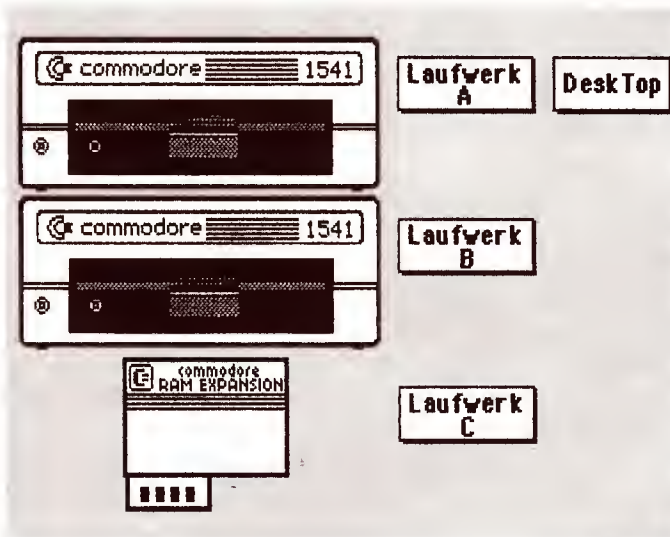 commodore 1541
Laufwerk
A
DeskTop
commodore 1541
Laufwerk
B
commodore
RAM EXPANSION
Laufwerk
C